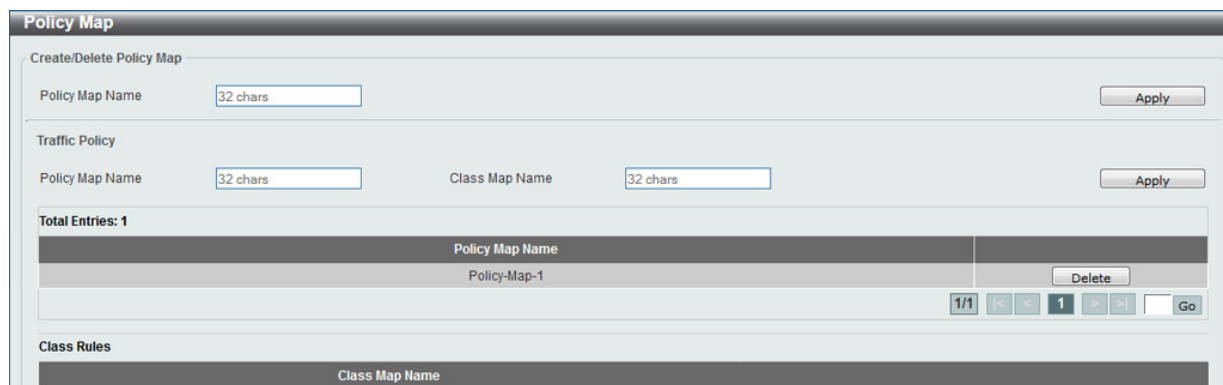 Policy Map
Create/Delete Policy Map
Policy Map Name 32 chars Apply
Traffic Policy
Policy Map Name 32 chars Class Map Name 32 chars Apply
Total Entries: 1
Policy Map Name
Policy-Map-1 Delete
1/1 |< < 1 > >| Go
Class Rules
Class Map Name